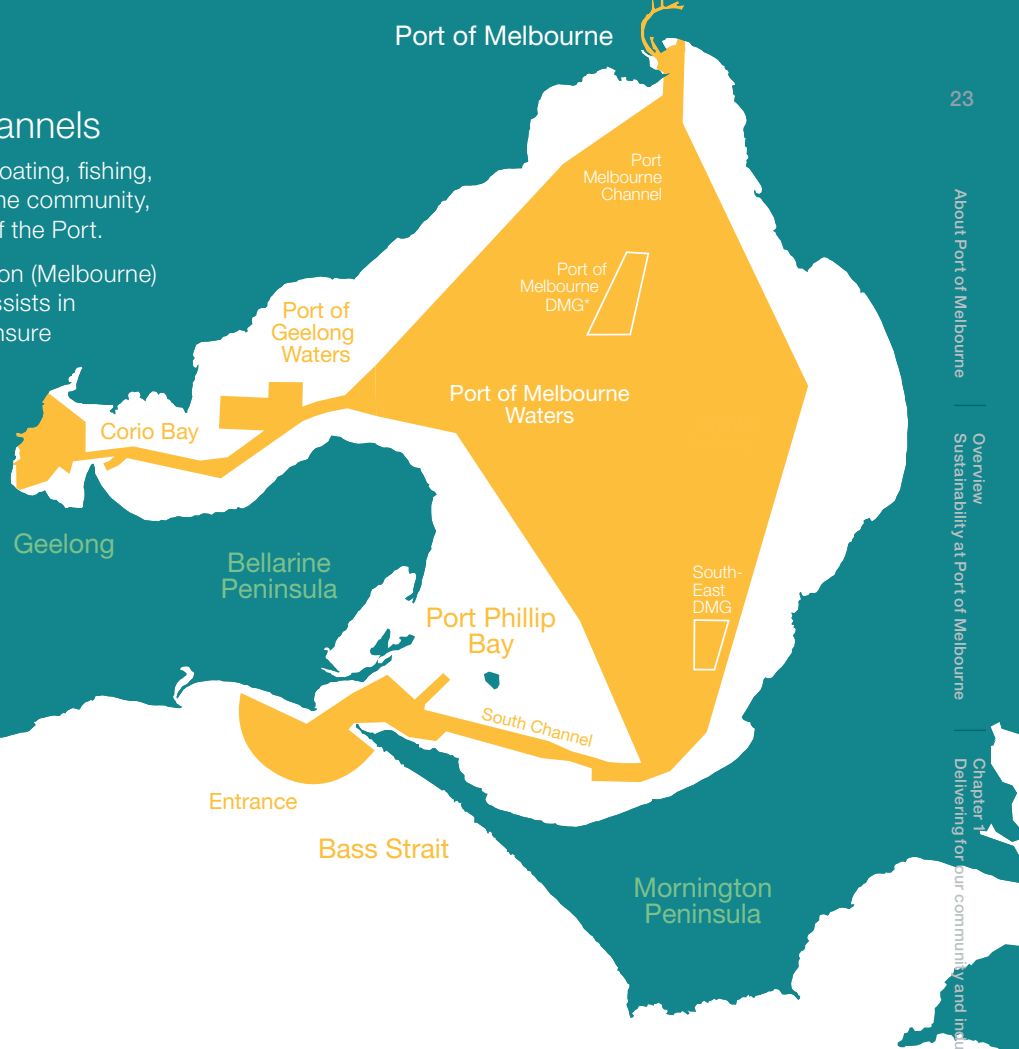 Port of Melbourne
23
annels
oating, fishing,
ne community,
f the Port.
on (Melbourne)
ssists in
nsure
Port
Melbourne
Channel
Port of
Melbourne
DMG*
Port of
Geelong
Waters
Port of Melbourne
Waters
Corio Bay
Geelong
Bellarine
Peninsula
South-
East
DMG
Port Phillip
Bay
South Channel
Entrance
Bass Strait
Mornington
Peninsula
About Port of Melbourne
Overview
Sustainability at Port of Melbourne
Chapter 1
Delivering for our community and indu